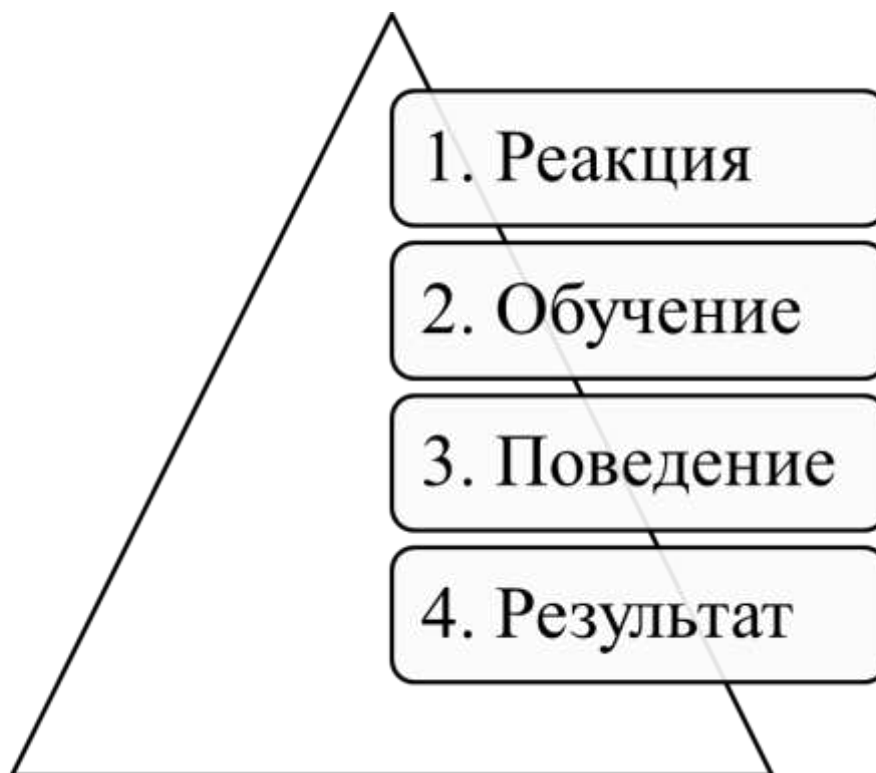 1. Реакция
2. Обучение
3. Поведение
4. Результат